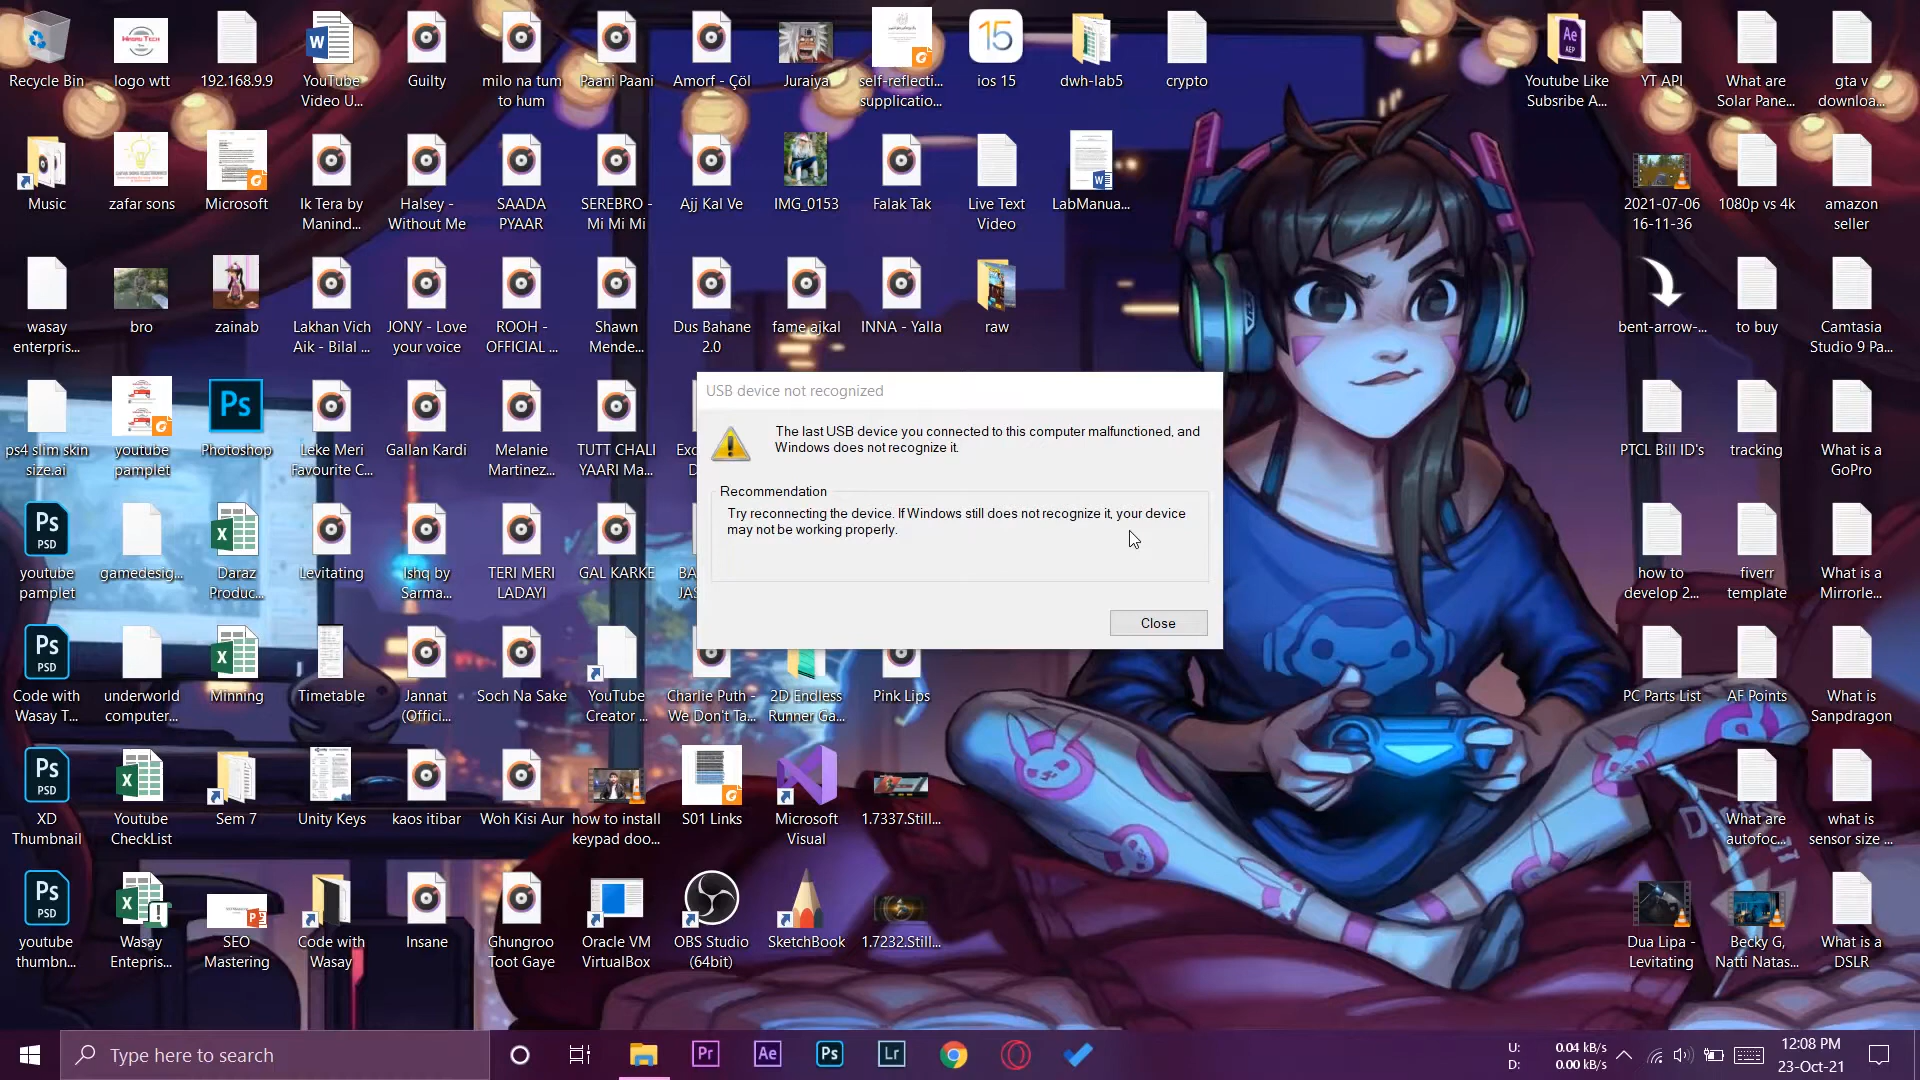 Recycle Bin
logo wtt
192.168.9.9
YouTube
Video U...
Guilty
milo na tum
to hum
Paani Paani
Amorf - Çöl
Juraiya
self-reflecti...
supplicatio...
15
ios 15
dwh-lab5
crypto
Ae
AEP
Youtube Like
Subsribe A...
YT API
What are
Solar Pane...
gta v
downloa...
Music
zafar sons
Microsoft
Ik Tera by
Manind...
Halsey -
Without Me
SAADA
PYAAR
SEREBRO -
Mi Mi Mi
Ajj Kal Ve
IMG_0153
Falak Tak
Live Text
Video
LabManua...
2021-07-06
16-11-36
1080p vs 4k
amazon
seller
wasay
enterpris...
bro
zainab
Lakhan Vich
Aik - Bilal ...
JONY - Love
your voice
ROOH -
OFFICIAL ...
Shawn
Mende...
Dus Bahane
2.0
fame ajkal
INNA - Yalla
raw
bent-arrow-...
to buy
Camtasia
Studio 9 Pa...
USB device not recognized
The last USB device you connected to this computer malfunctioned, and
Windows does not recognize it.
Recommendation
Try reconnecting the device. If Windows still does not recognize it, your device
may not be working properly.
Close
ps4 slim skin
size.ai
youtube
pamplet
Ps
Photoshop
Leke Meri
Favourite C...
Gallan Kardi
Melanie
Martinez...
TUTT CHALI
YAARI Ma...
PTCL Bill ID's
tracking
What is a
GoPro
Ps
PSD
youtube
pamplet
gamedesig...
Daraz
Produc...
Levitating
Ishq by
Sarma...
TERI MERI
LADAYI
GAL KARKE
how to
develop 2...
fiverr
template
What is a
Mirrorle...
Ps
PSD
Code with
Wasay T...
underworld
computer...
Minning
Timetable
Jannat
(Offici...
Soch Na Sake
YouTube
Creator ...
Charlie Puth -
We Don't Ta...
2D Endless
Runner Ga...
Pink Lips
PC Parts List
AF Points
What is
Sanpdragon
Ps
PSD
XD
Thumbnail
Youtube
CheckList
Sem 7
Unity Keys
kaos itibar
Woh Kisi Aur
how to install
keypad doo...
S01 Links
Microsoft
Visual
1.7337.Still...
What are
autofoc...
what is
sensor size ...
Ps
PSD
youtube
thumbn...
Wasay
Entepris...
SEO
Mastering
Code with
Wasay
Insane
Ghungroo
Toot Gaye
Oracle VM
VirtualBox
OBS Studio
(64bit)
SketchBook
1.7232.Still...
Dua Lipa -
Levitating
Becky G,
Natti Natas...
What is a
DSLR
Type here to search
Pr
Ae
Ps
Lr
U: 0.04 kB/s
D: 0.00 kB/s
12:08 PM
23-Oct-21